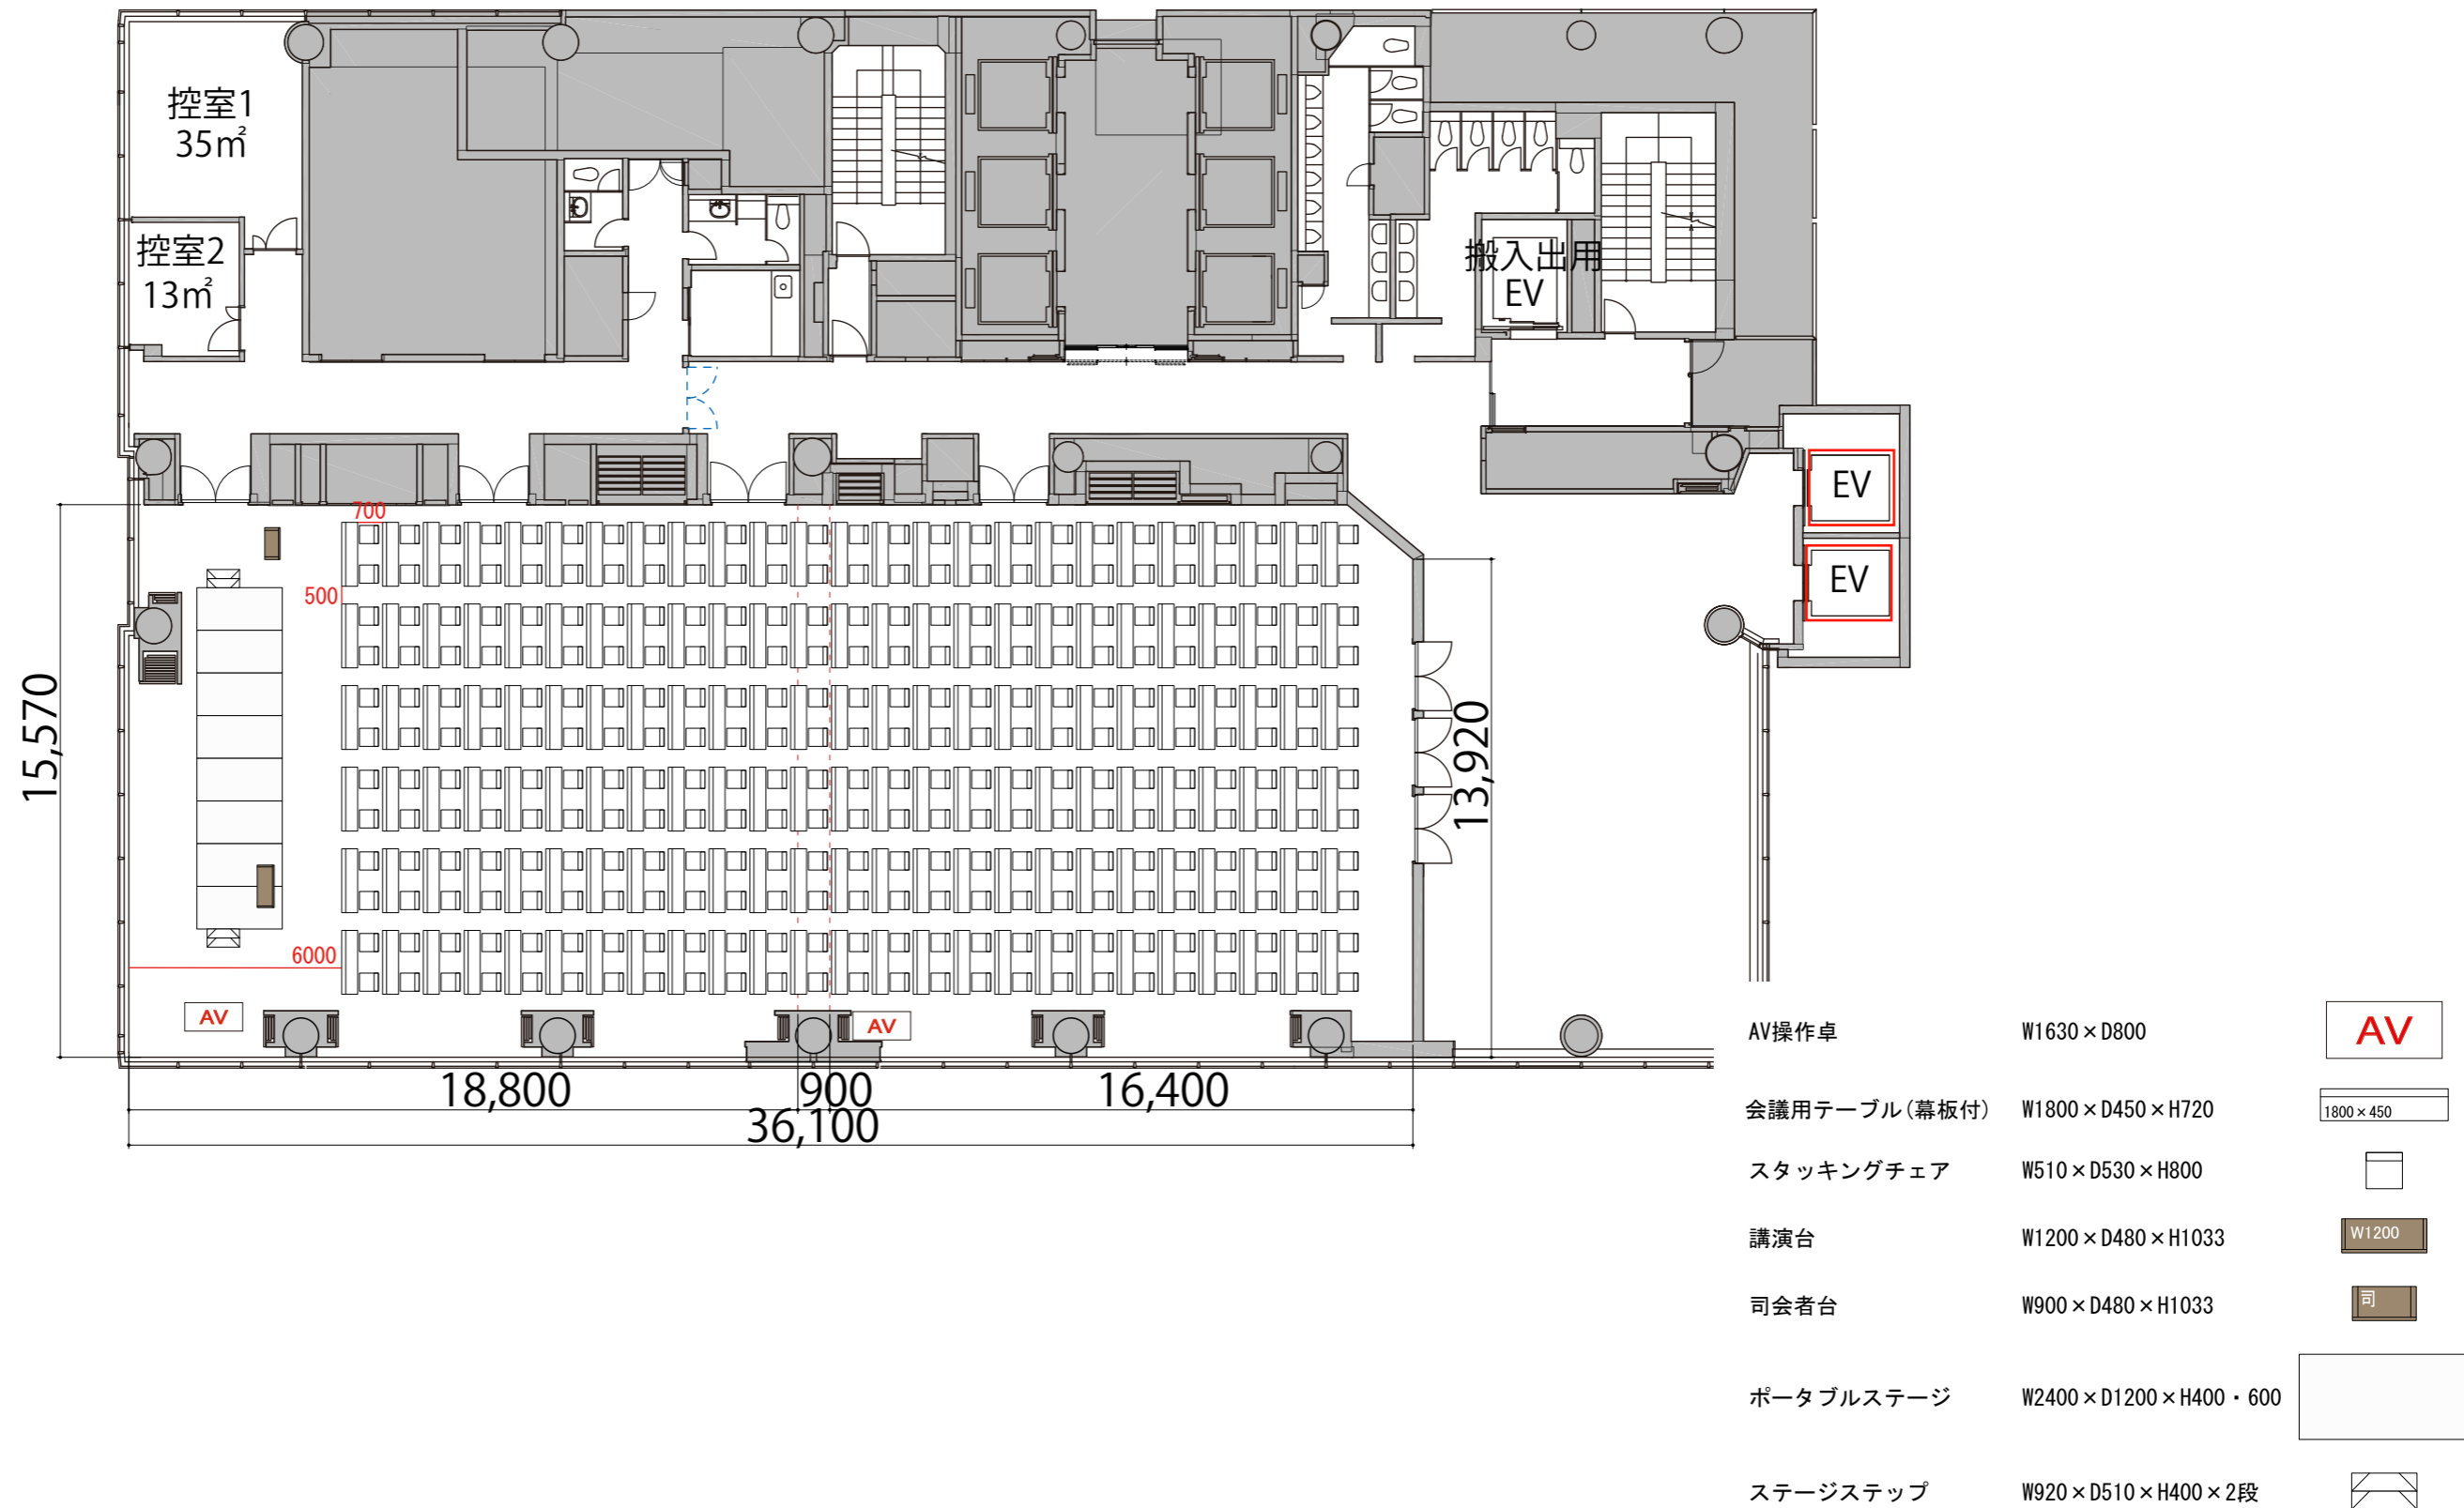 控室1
35㎡
控室2
13㎡
搬入出用
EV
EV
EV
700
500
15,570
13,920
6000
AV
AV
18,800
900
16,400
36,100
AV操作卓 W1630×D800 AV
会議用テーブル(幕板付) W1800×D450×H720 1800×450
スタッキングチェア W510×D530×H800
講演台 W1200×D480×H1033 W1200
司会者台 W900×D480×H1033 司
ポータブルステージ W2400×D1200×H400・600
ステージステップ W920×D510×H400×2段